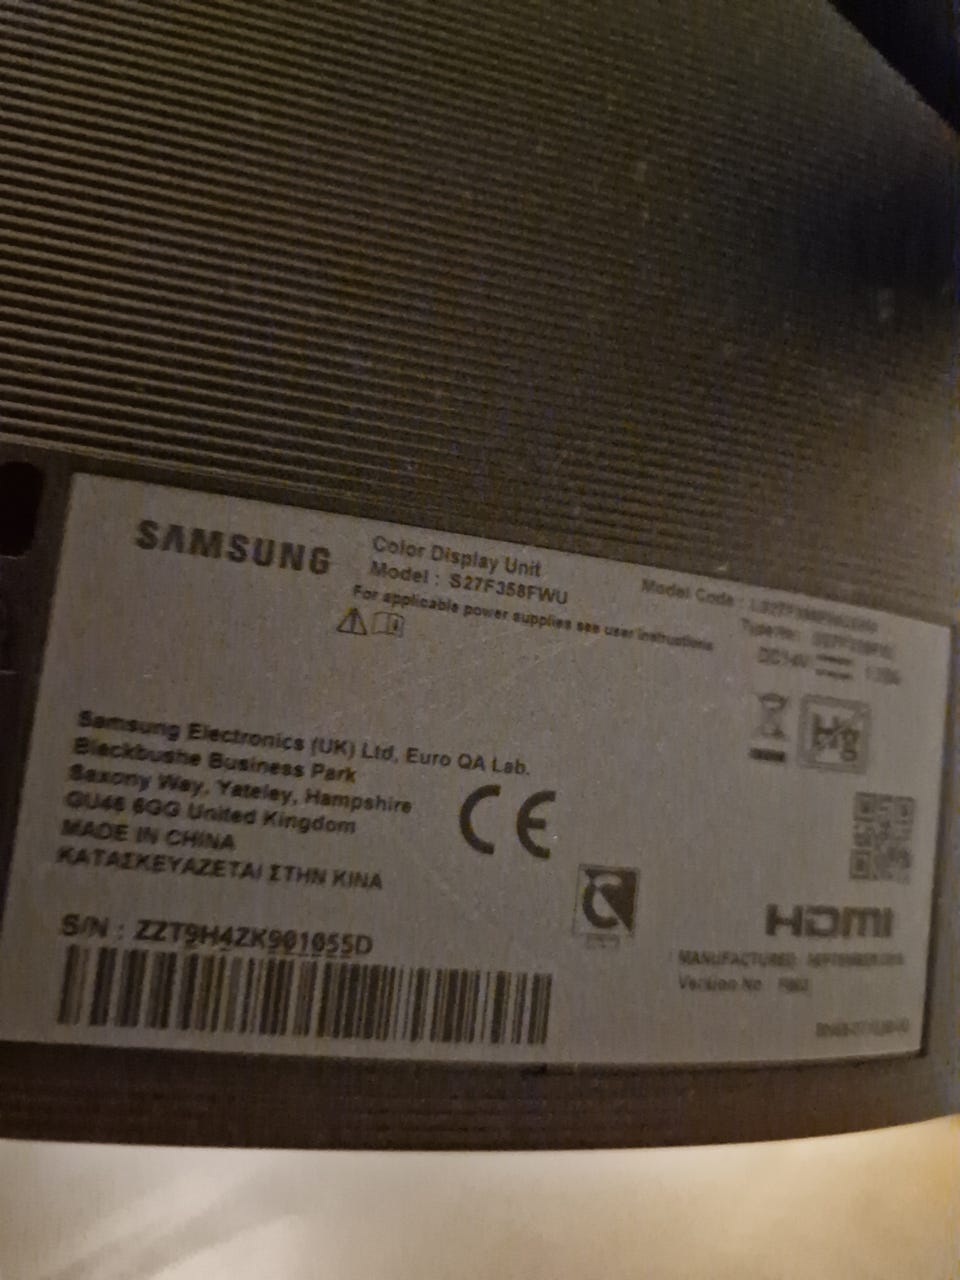 SAMSUNG
Color Display Unit
Model : S27F358FWU
For applicable power supplies see user instructions
Model Code :
Samsung Electronics (UK) Ltd, Euro QA Lab.
Blackbushe Business Park
Saxony Way, Yateley, Hampshire
GU46 6GG United Kingdom
MADE IN CHINA
ΚΑΤΑΣΚΕΥΑΖΕΤΑΙ ΣΤΗΝ ΚΙΝΑ
CE
Hg
S/N : ZZT9H4ZK901055D
HDMI
MANUFACTURED : SEPTEMBER
Version No